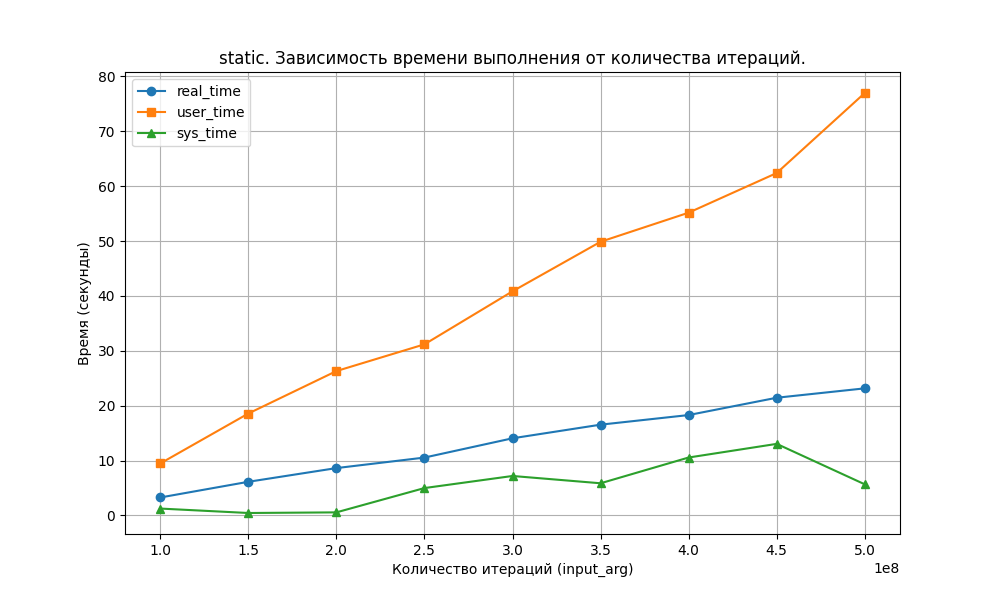 static. Зависимость времени выполнения от количества итераций.
real_time
user_time
sys_time
Время (секунды)
80
70
60
50
40
30
20
10
0
1.0 1.5 2.0 2.5 3.0 3.5 4.0 4.5 5.0
1e8
Количество итераций (input_arg)